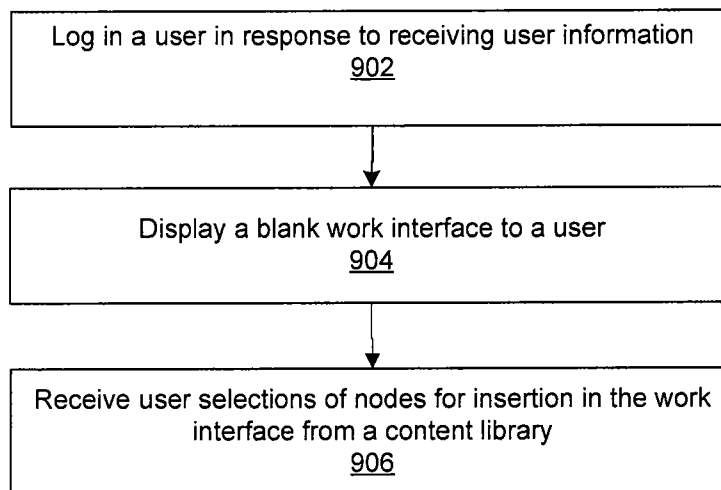 Log in a user in response to receiving user information
902
Display a blank work interface to a user
904
Receive user selections of nodes for insertion in the work
interface from a content library
906